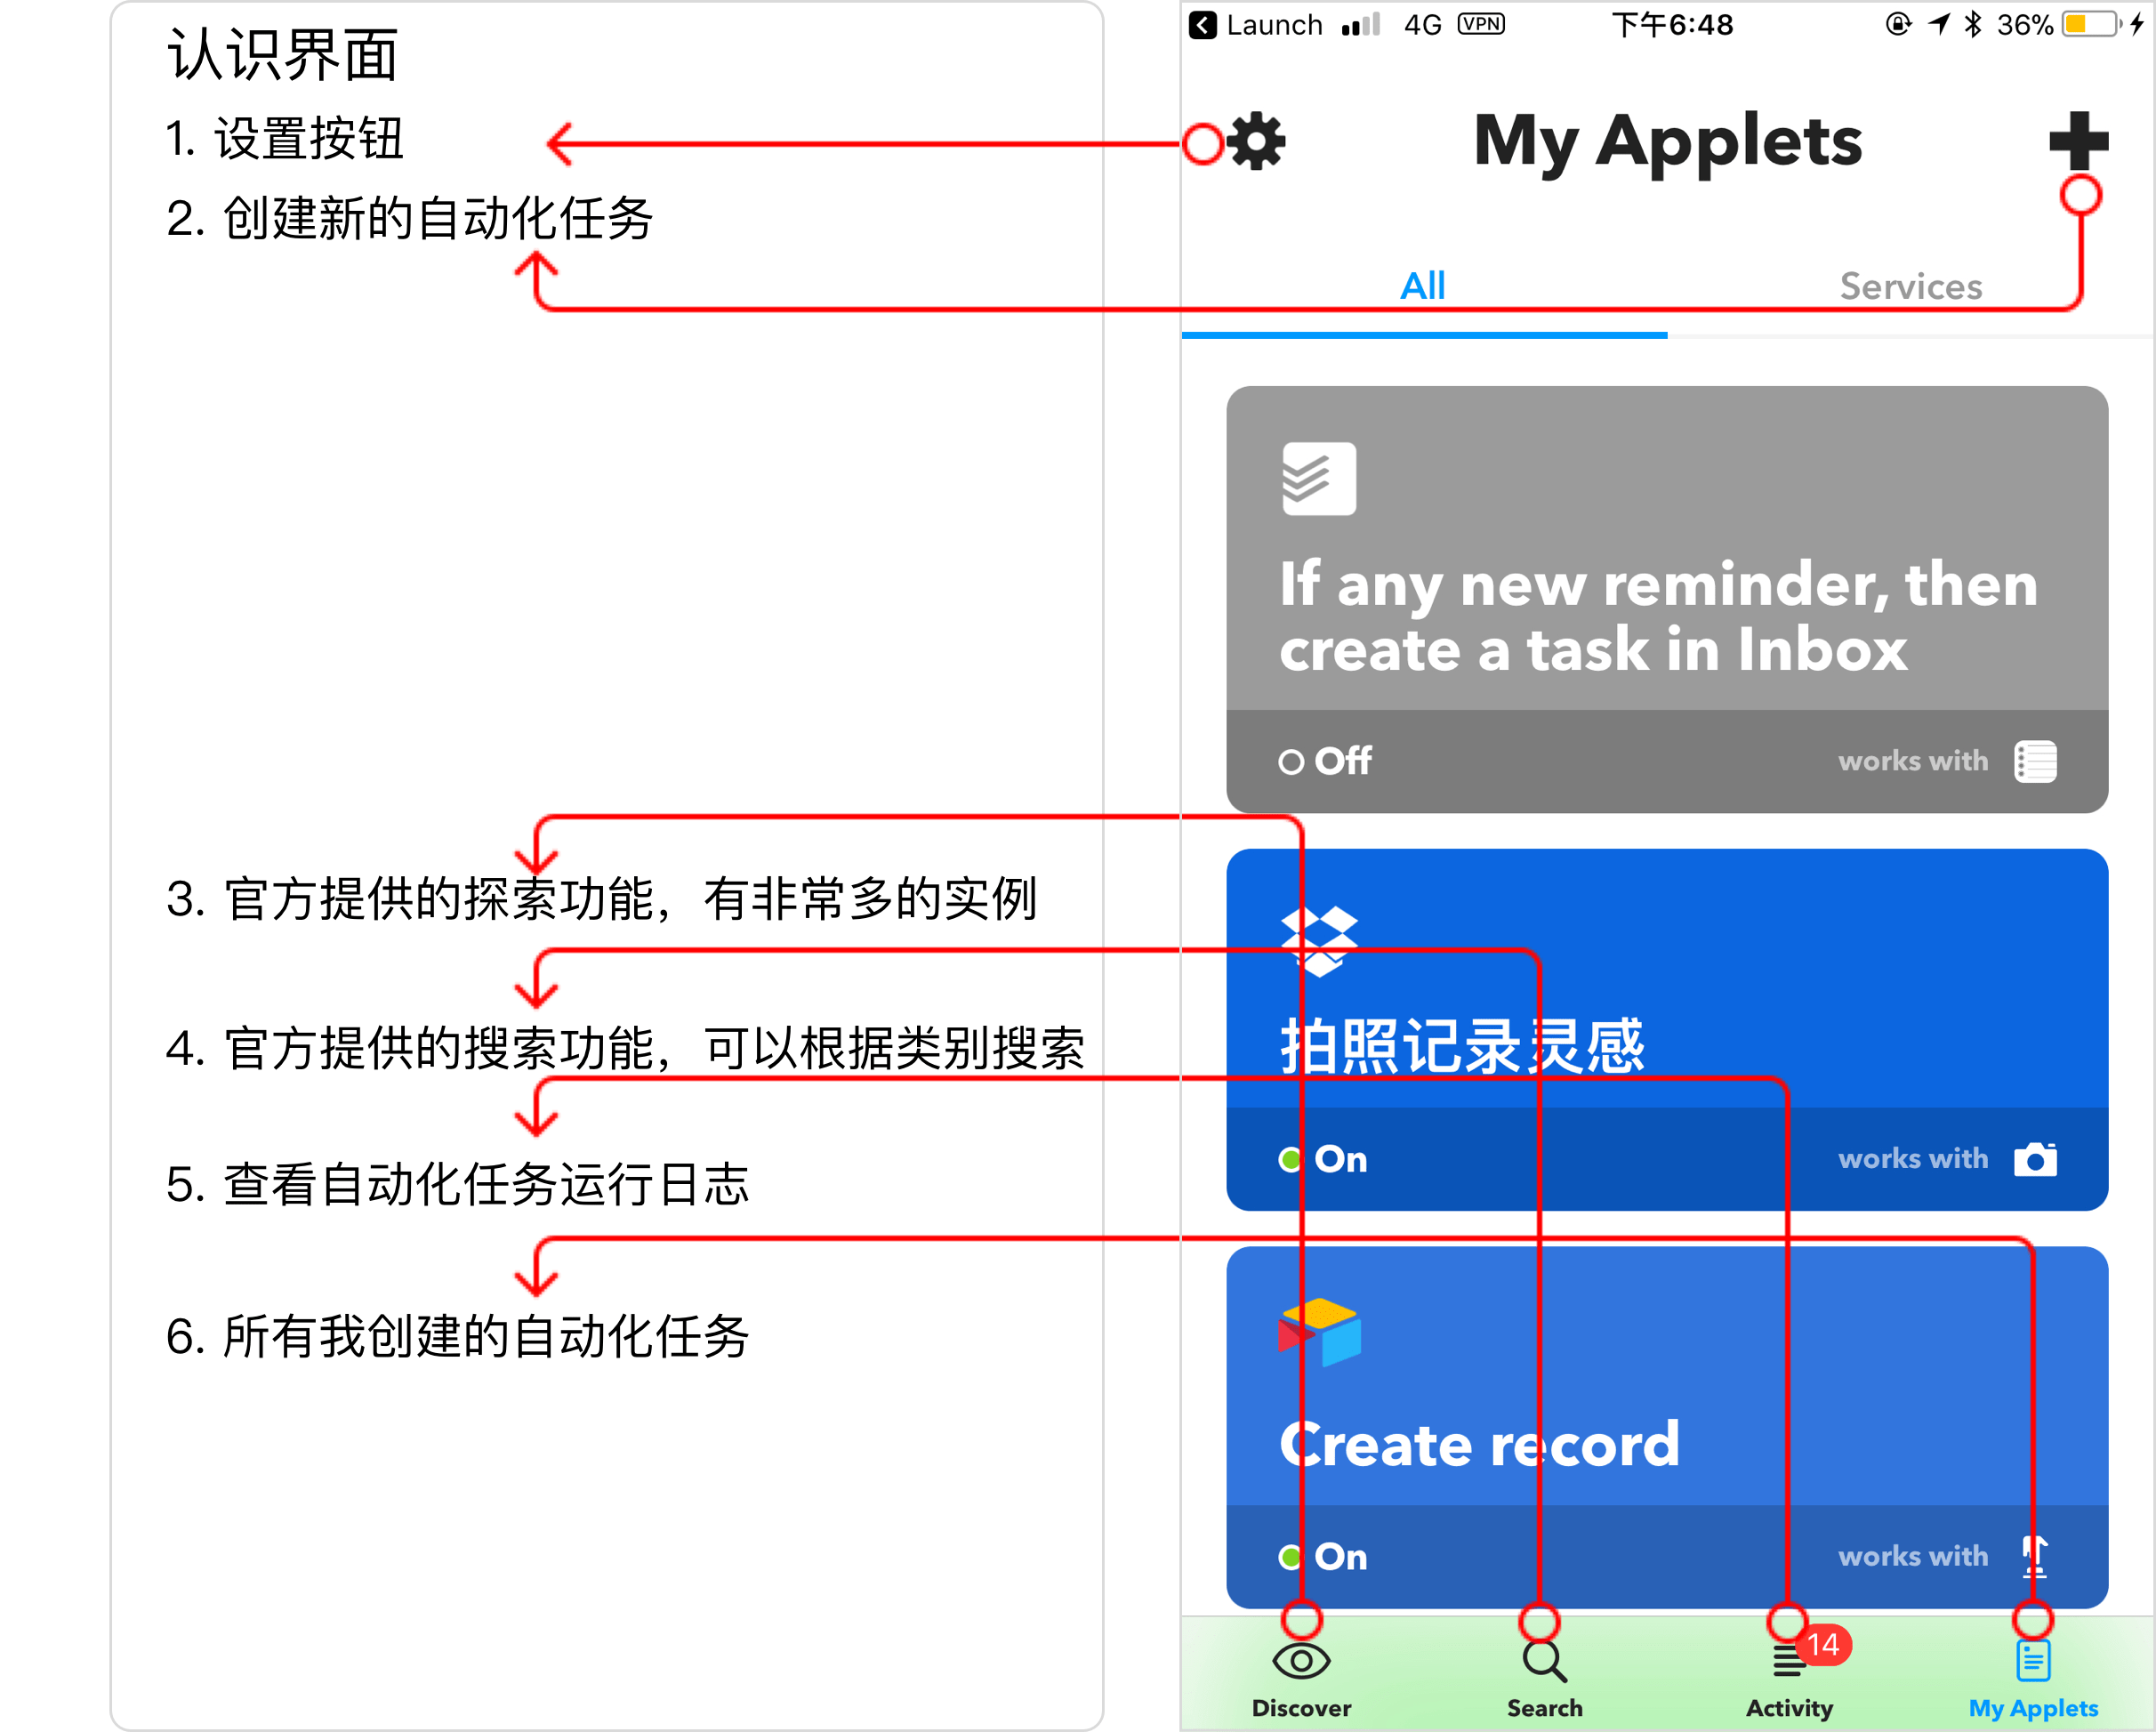 认识界面
1. 设置按钮
2. 创建新的自动化任务
3. 官方提供的探索功能，有非常多的实例
4. 官方提供的搜索功能，可以根据类别搜索
5. 查看自动化任务运行日志
6. 所有我创建的自动化任务
Launch 4G VPN 下午6:48 36%
My Applets
All Services
If any new reminder, then
create a task in Inbox
Off works with
拍照记录灵感
On works with
Create record
On works with
14
Discover Search Activity My Applets